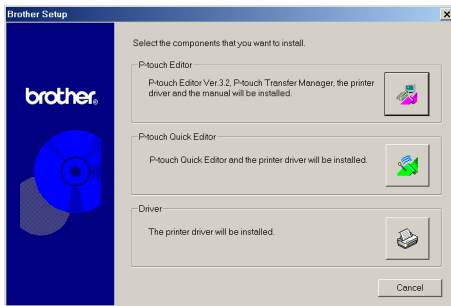 Brother Setup
Select the components that you want to install.
P-touch Editor
P-touch Editor Ver.3.2, P-touch Transfer Manager, the printer
driver and the manual will be installed.
brother®
P-touch Quick Editor
P-touch Quick Editor and the printer driver will be installed.
Driver
The printer driver will be installed.
Cancel